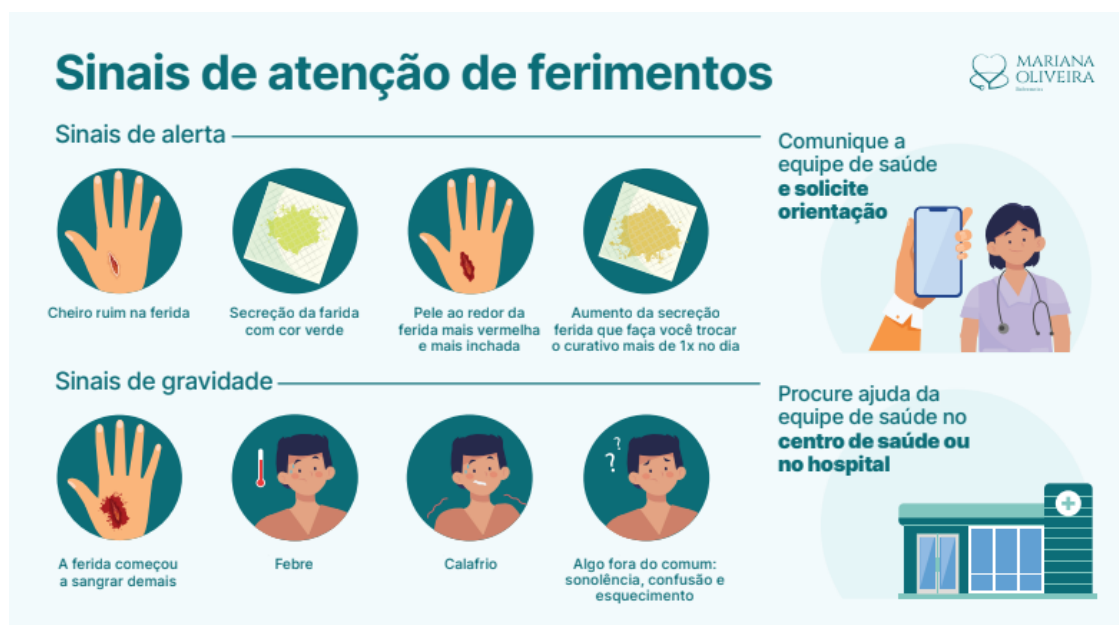 Sinais de atenção de ferimentos
MARIANA
OLIVEIRA
Sinais de alerta
Cheiro ruim na ferida
Secreção da farida
com cor verde
Pele ao redor da
ferida mais vermelha
e mais inchada
Aumento da secreção
ferida que faça você trocar
o curativo mais de 1x no dia
Comunique a
equipe de saúde
e solicite
orientação
Sinais de gravidade
A ferida começou
a sangrar demais
Febre
Calafrio
? ?
Algo fora do comum:
sonolência, confusão e
esquecimento
Procure ajuda da
equipe de saúde no
centro de saúde ou
no hospital